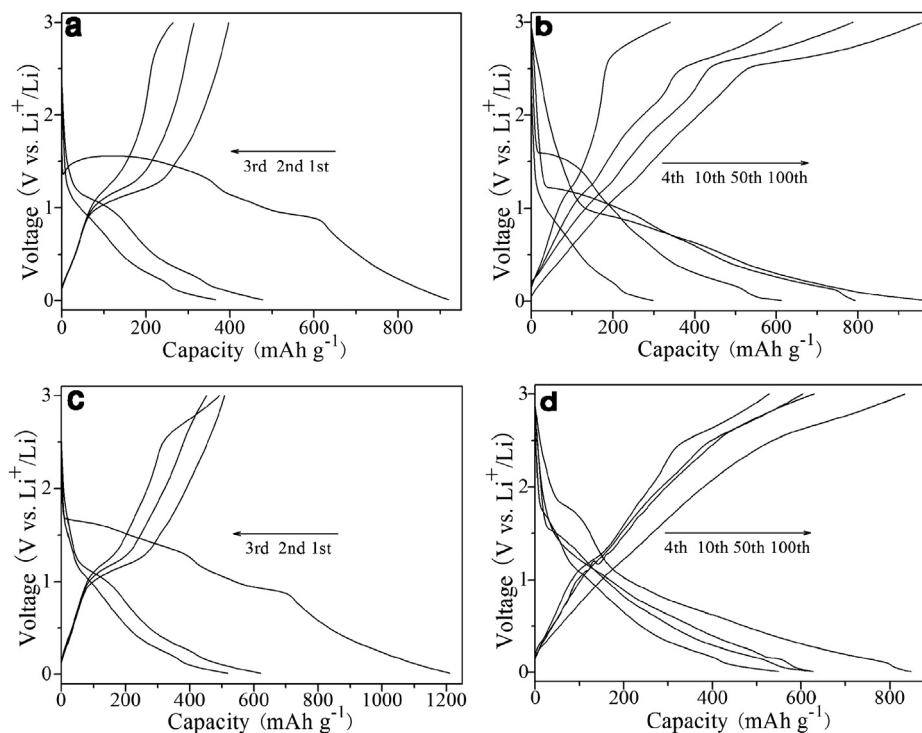 a
3
2
1
0
Voltage (V vs. Li⁺/Li)
3rd 2nd 1st
0 200 400 600 800
Capacity (mAh g⁻¹)
b
3
2
1
0
Voltage (V vs. Li⁺/Li)
4th 10th 50th 100th
0 200 400 600 800
Capacity (mAh g⁻¹)
c
3
2
1
0
Voltage (V vs. Li⁺/Li)
3rd 2nd 1st
0 200 400 600 800 1000 1200
Capacity (mAh g⁻¹)
d
3
2
1
0
Voltage (V vs. Li⁺/Li)
4th 10th 50th 100th
0 200 400 600 800
Capacity (mAh g⁻¹)